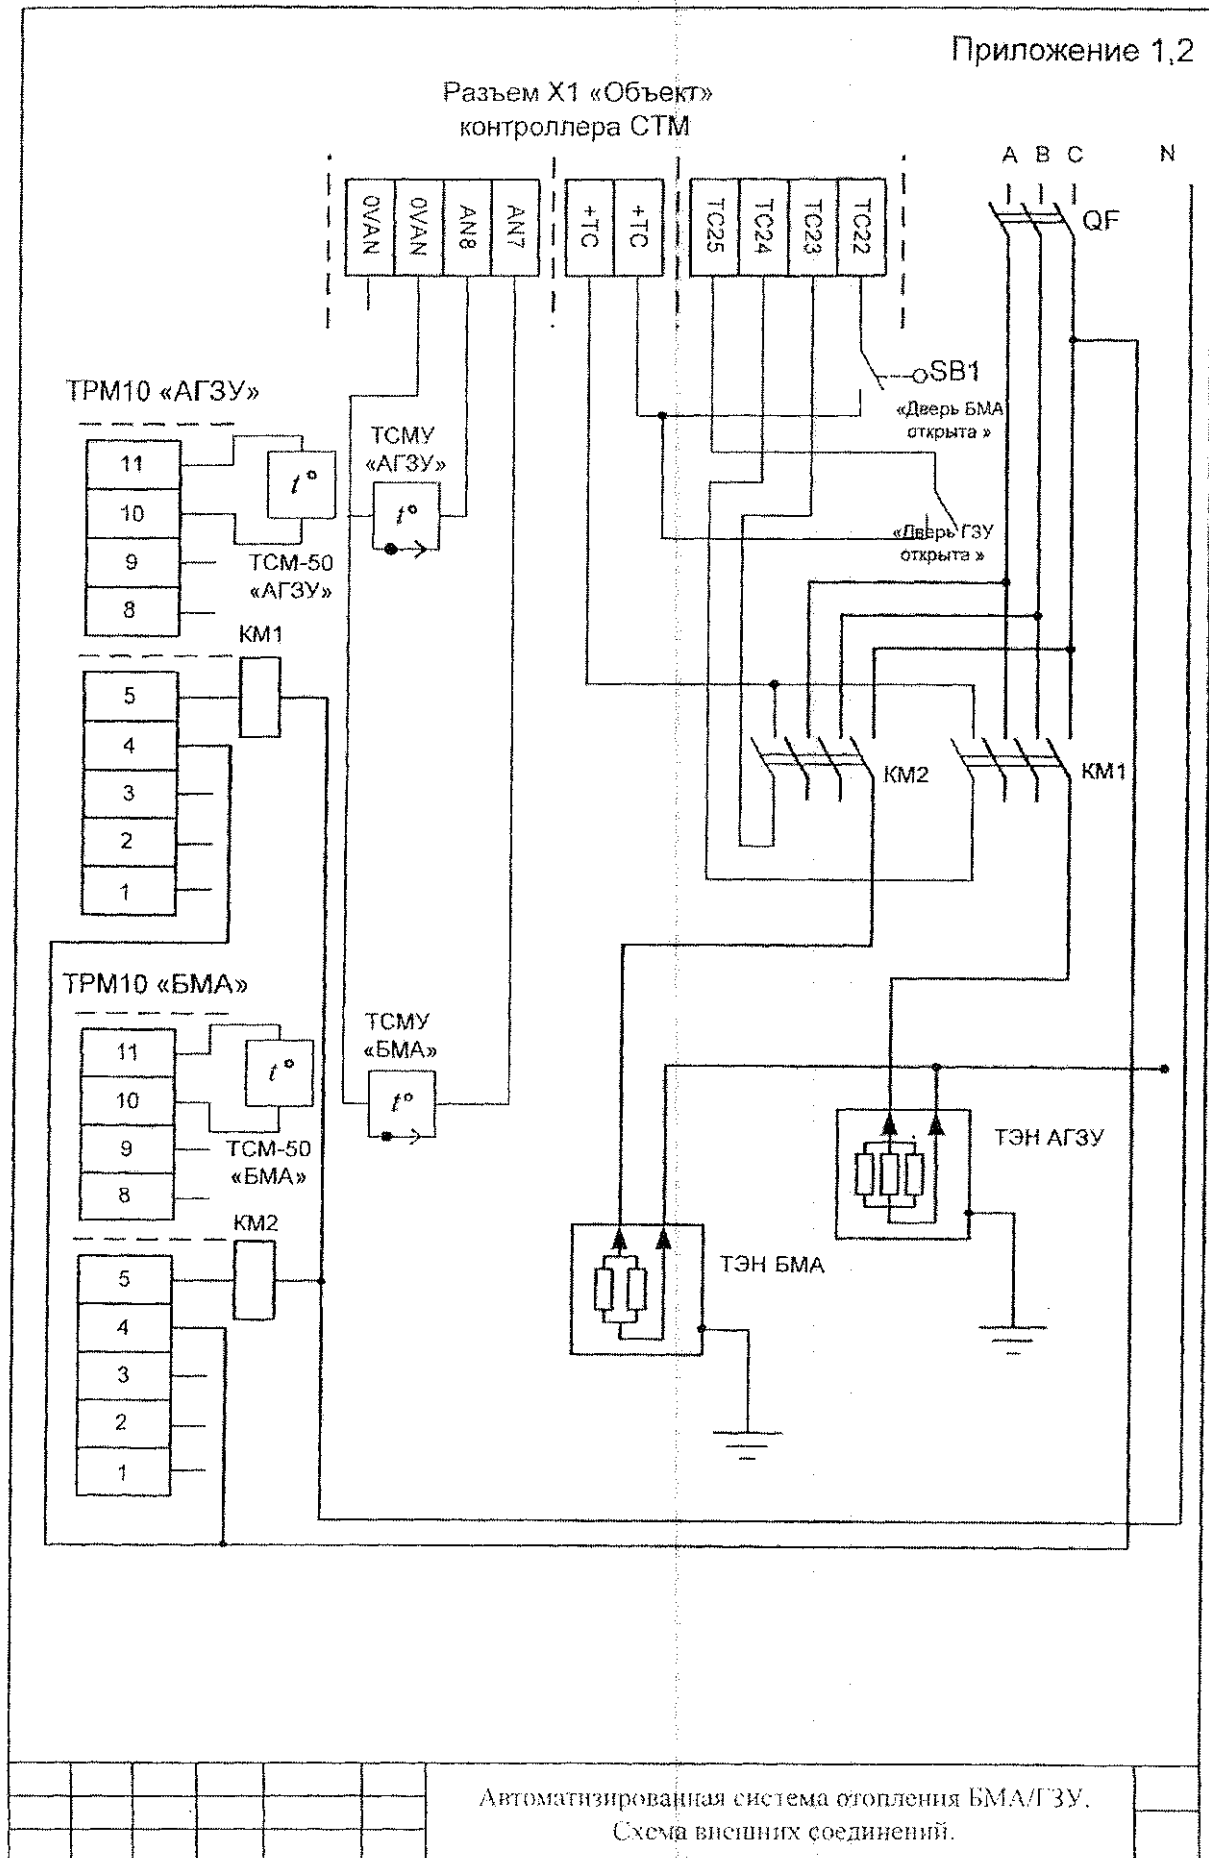 Приложение 1,2
Разъем X1 «Объект»
контроллера СТМ
A B C N
0VAN 0VAN AN8 AN7 +TC +TC TC25 TC24 TC23 TC22
QF
SB1
«Дверь БМА
открыта »
ТРМ10 «АГЗУ»
11
10
9
8
t°
ТСМ-50
«АГЗУ»
ТСМУ
«АГЗУ»
t°
«Дверь ГЗУ
открыта »
КМ1
5
4
3
2
1
КМ2
КМ1
ТРМ10 «БМА»
11
10
9
8
t°
ТСМ-50
«БМА»
ТСМУ
«БМА»
t°
ТЭН АГЗУ
КМ2
5
4
3
2
1
ТЭН БМА
Автоматизированная система отопления БМА/ГЗУ.
Схема внешних соединений.